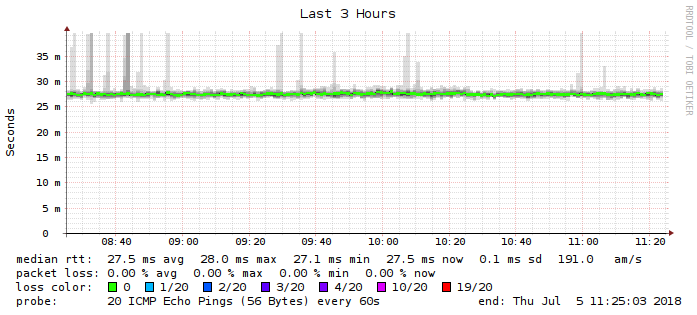 Last 3 Hours
RRDTOOL / TOBI OETIKER
Seconds
35 m
30 m
25 m
20 m
15 m
10 m
5 m
0
08:40 09:00 09:20 09:40 10:00 10:20 10:40 11:00 11:20
median rtt: 27.5 ms avg 28.0 ms max 27.1 ms min 27.5 ms now 0.1 ms sd 191.0 am/s
packet loss: 0.00 % avg 0.00 % max 0.00 % min 0.00 % now
loss color: 0 1/20 2/20 3/20 4/20 10/20 19/20
probe: 20 ICMP Echo Pings (56 Bytes) every 60s end: Thu Jul 5 11:25:03 2018